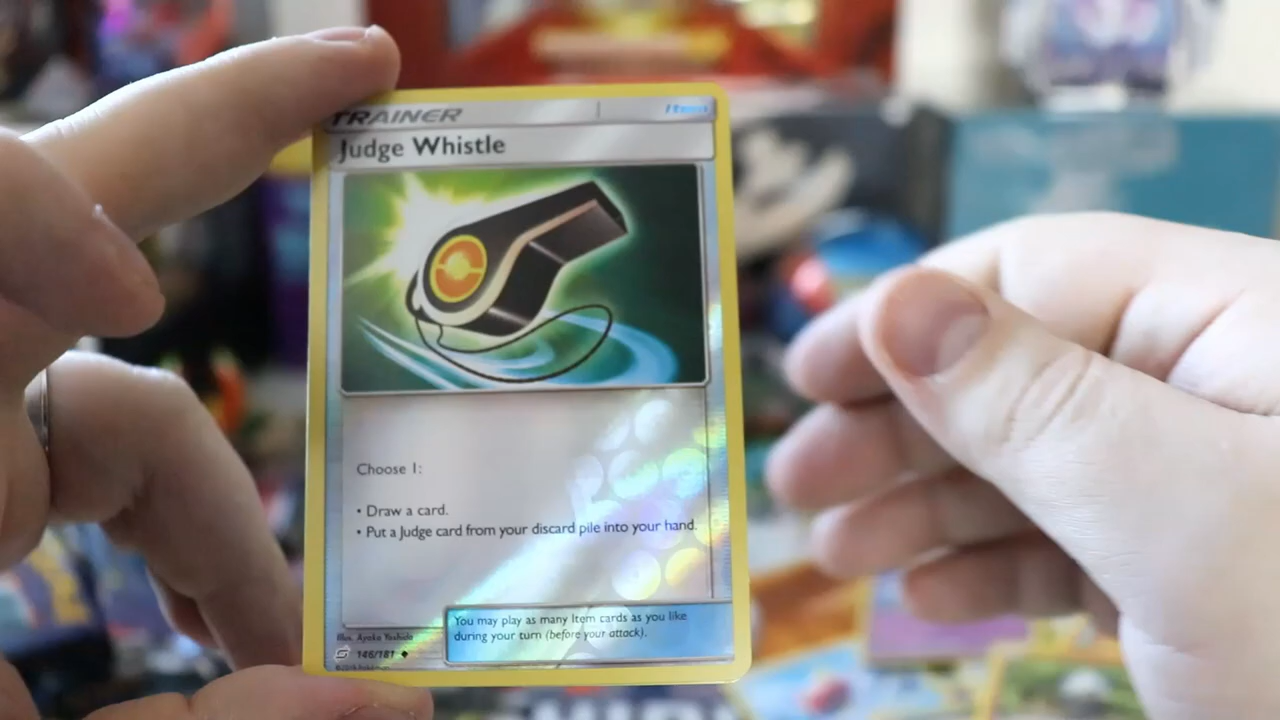 TRAINER
Item
Judge Whistle
Choose 1:
• Draw a card.
• Put a Judge card from your discard pile into your hand.
You may play as many Item cards as you like
during your turn (before your attack).
Illus. Ayaka Yoshida
146/181